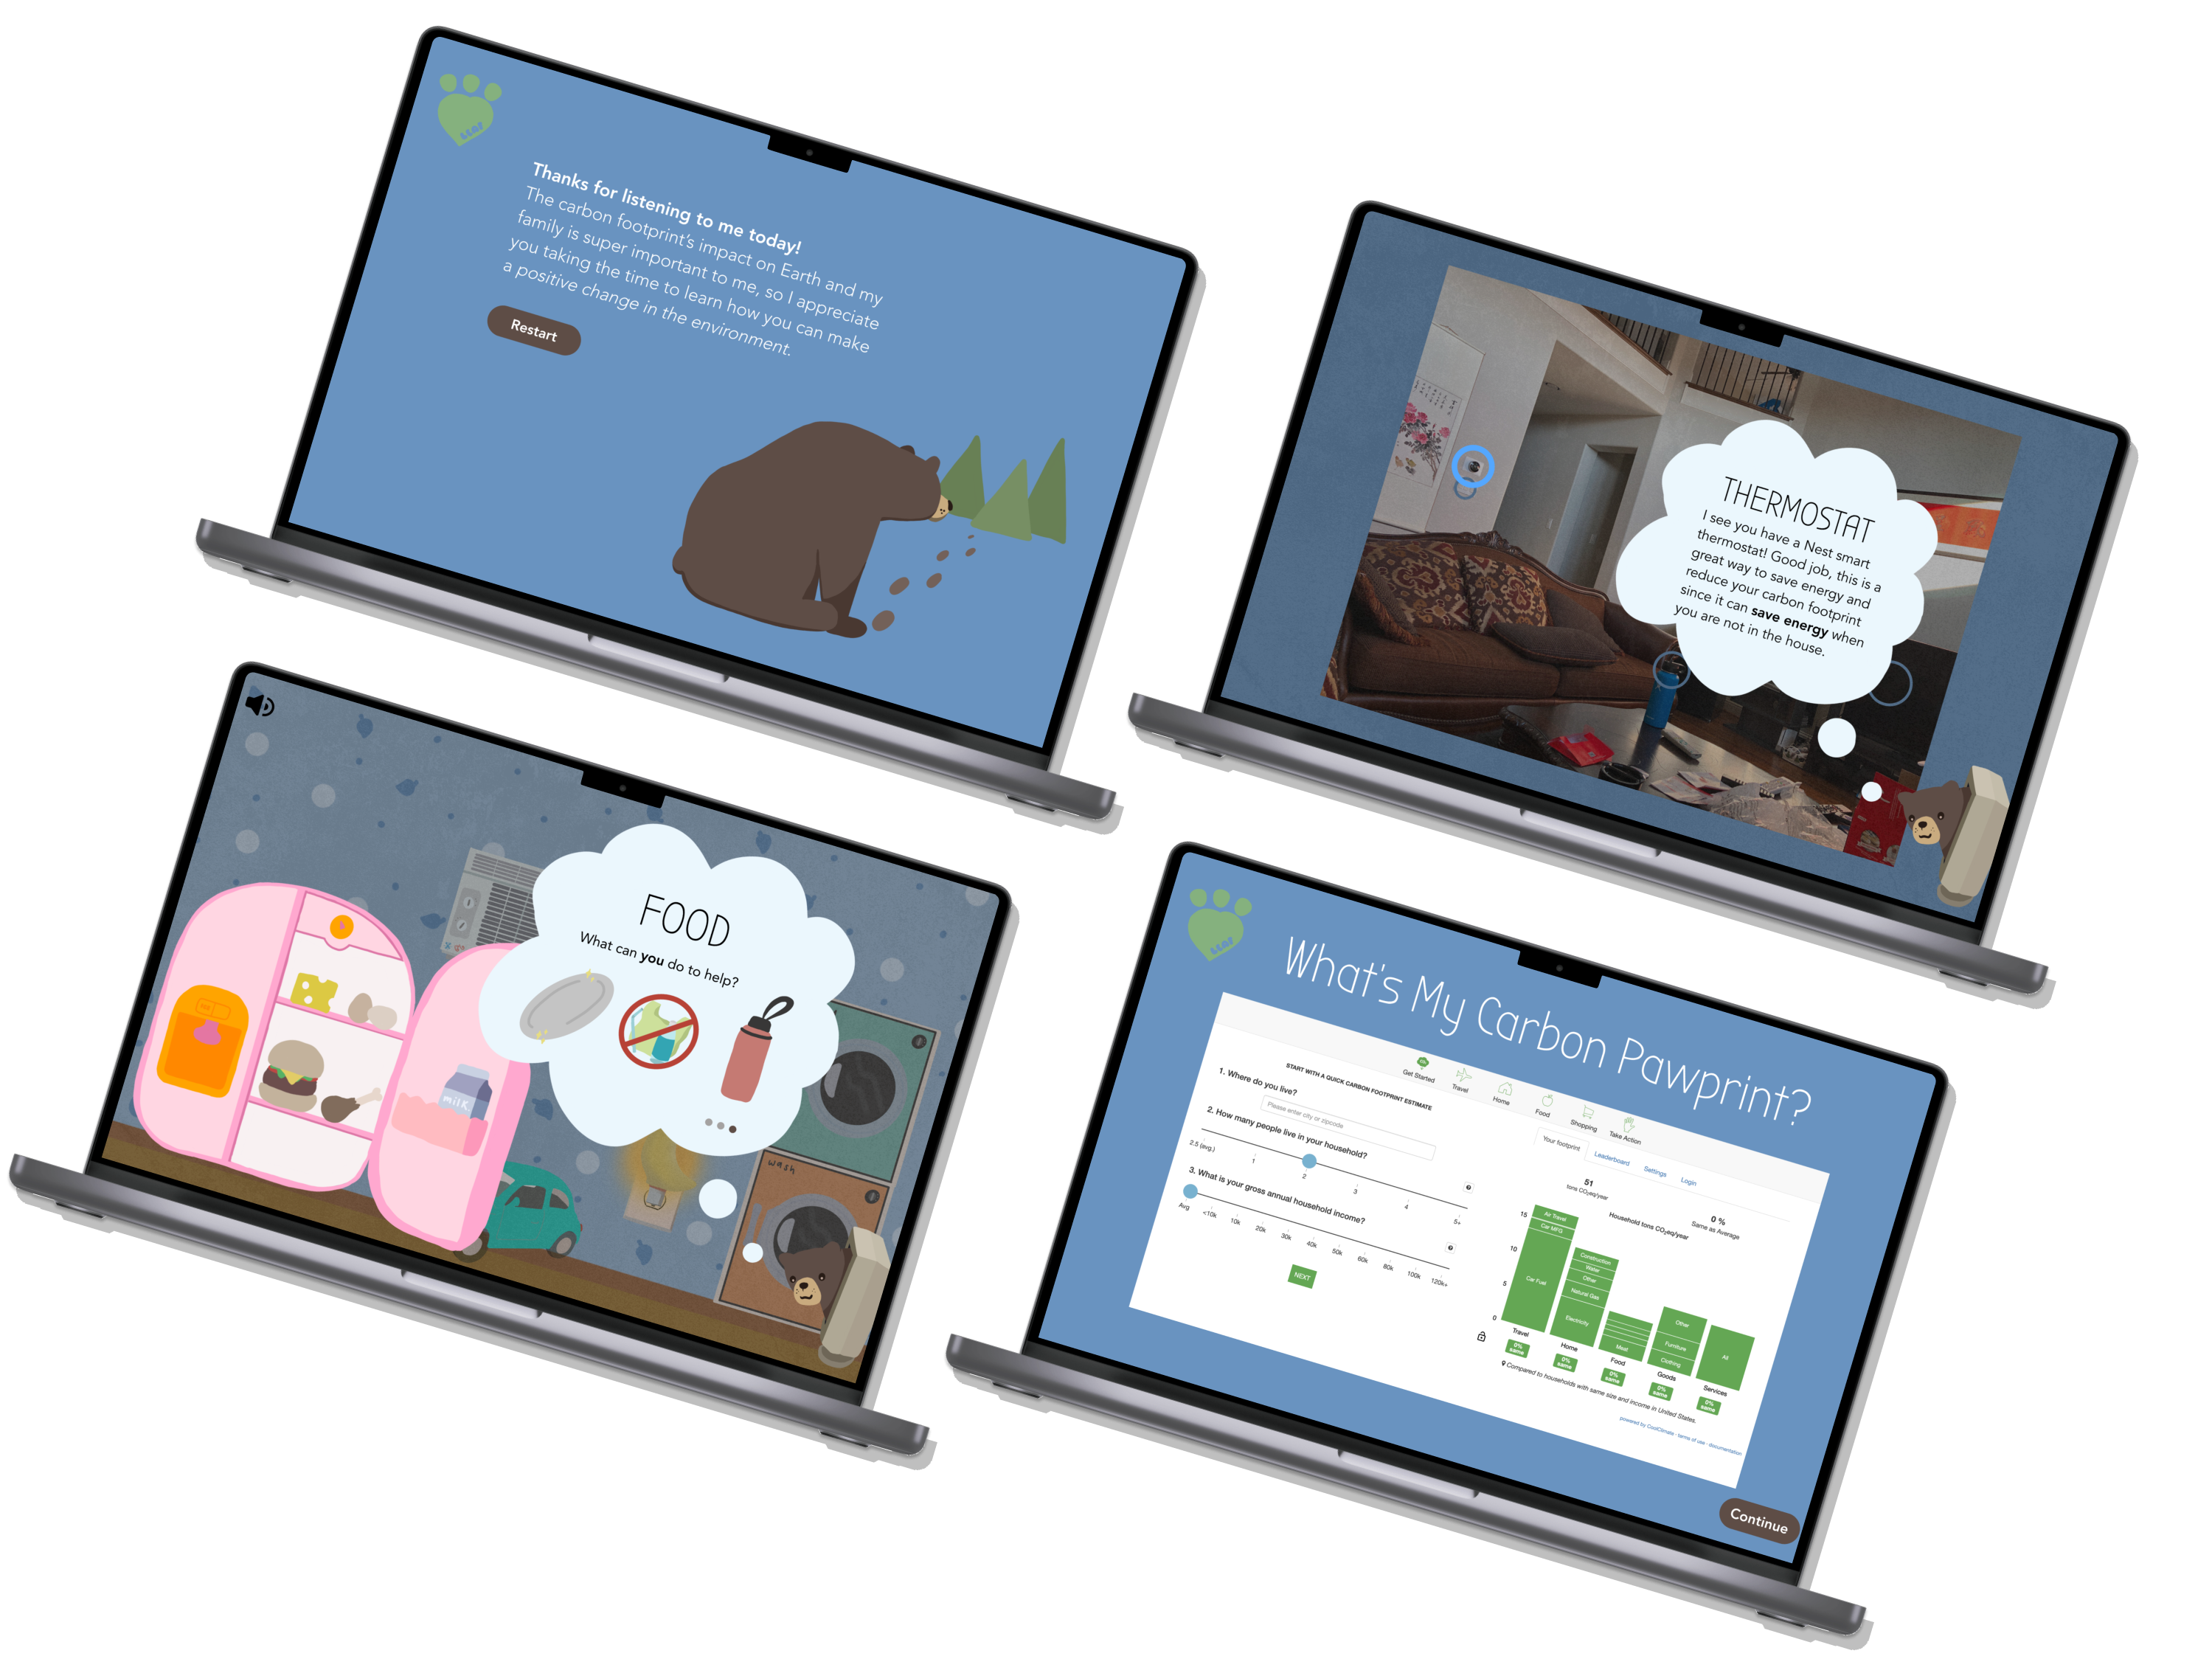 Thanks for listening to me today!
The carbon footprint's impact on Earth and my
family is super important to me, so I appreciate
you taking the time to learn how you can make
a positive change in the environment.
Restart
THERMOSTAT
I see you have a Nest smart
thermostat! Good job, this is a
great way to save energy and
reduce your carbon footprint
since it can save energy when
you are not in the house.
FOOD
What can you do to help?
milk
wash
What's My Carbon Pawprint?
Get Started
Travel
Home
Food
Shopping
Take Action
START WITH A QUICK CARBON FOOTPRINT ESTIMATE
1. Where do you live?
Please enter city or zipcode
2. How many people live in your household?
2.5 (avg.) 1 2 3 4 5+
3. What is your gross annual household income?
Avg <10k 10k 20k 30k 40k 50k 60k 80k 100k 120k+
NEXT
Your footprint
Leaderboard
Settings
Login
51
tons CO2eq/year
0 %
Same as Average
Household tons CO2eq/year
15
10
5
0
Air Travel
Car MFG
Car Fuel
Construction
Water
Other
Natural Gas
Electricity
Meat
Other
Furniture
Clothing
All
Travel
Home
Food
Goods
Services
0% same
0% same
0% same
0% same
0% same
Compared to households with same size and income in United States.
powered by CoolClimate · terms of use · documentation
Continue